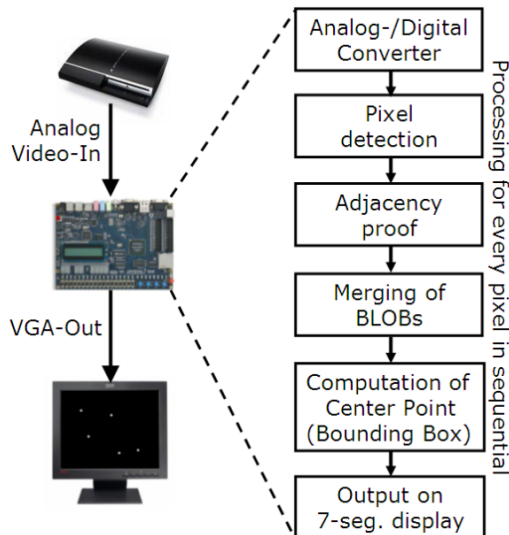 Analog
Video-In
VGA-Out
Analog-/Digital
Converter
Pixel
detection
Adjacency
proof
Merging of
BLOBs
Computation of
Center Point
(Bounding Box)
Output on
7-seg. display
Processing for every pixel in sequential